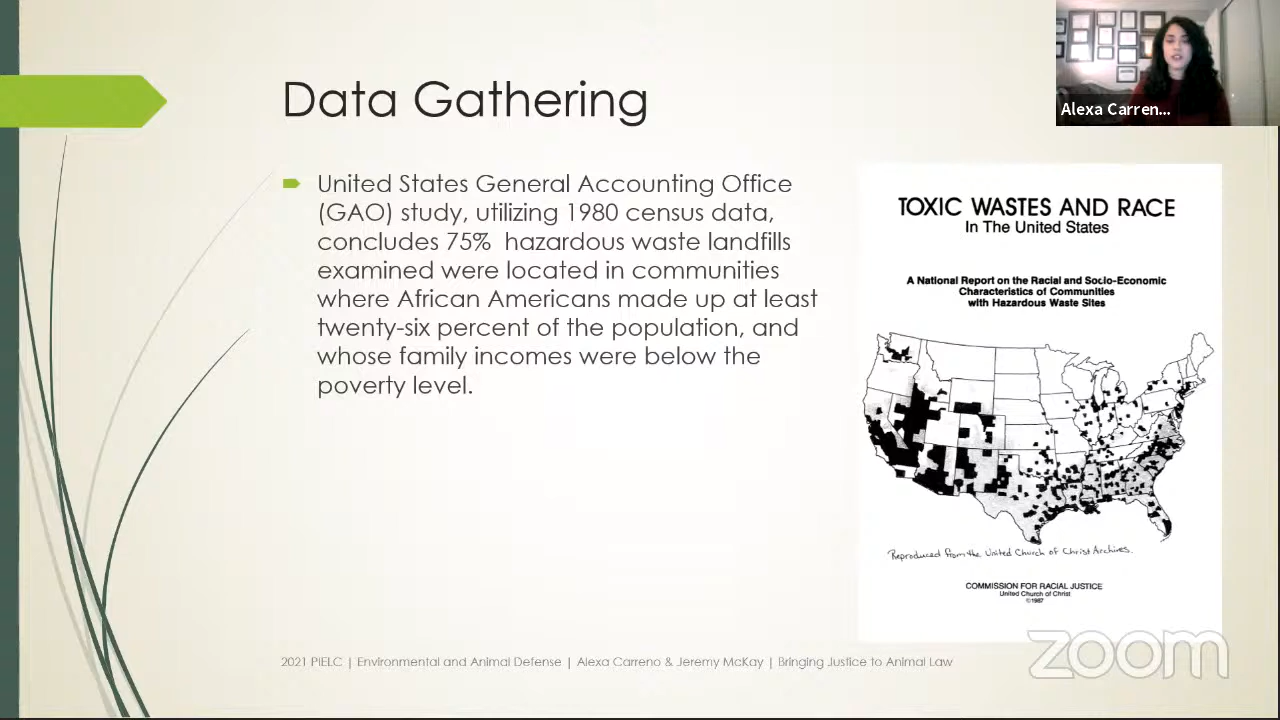 Data Gathering
Alexa Carren...
United States General Accounting Office
(GAO) study, utilizing 1980 census data,
concludes 75% hazardous waste landfills
examined were located in communities
where African Americans made up at least
twenty-six percent of the population, and
whose family incomes were below the
poverty level.
TOXIC WASTES AND RACE
In The United States
A National Report on the Racial and Socio-Economic
Characteristics of Communities
with Hazardous Waste Sites
Reproduced from the United Church of Christ Archives.
COMMISSION FOR RACIAL JUSTICE
United Church of Christ
©1987
2021 PIELC | Environmental and Animal Defense | Alexa Carreno & Jeremy McKay | Bringing Justice to Animal Law
zoom